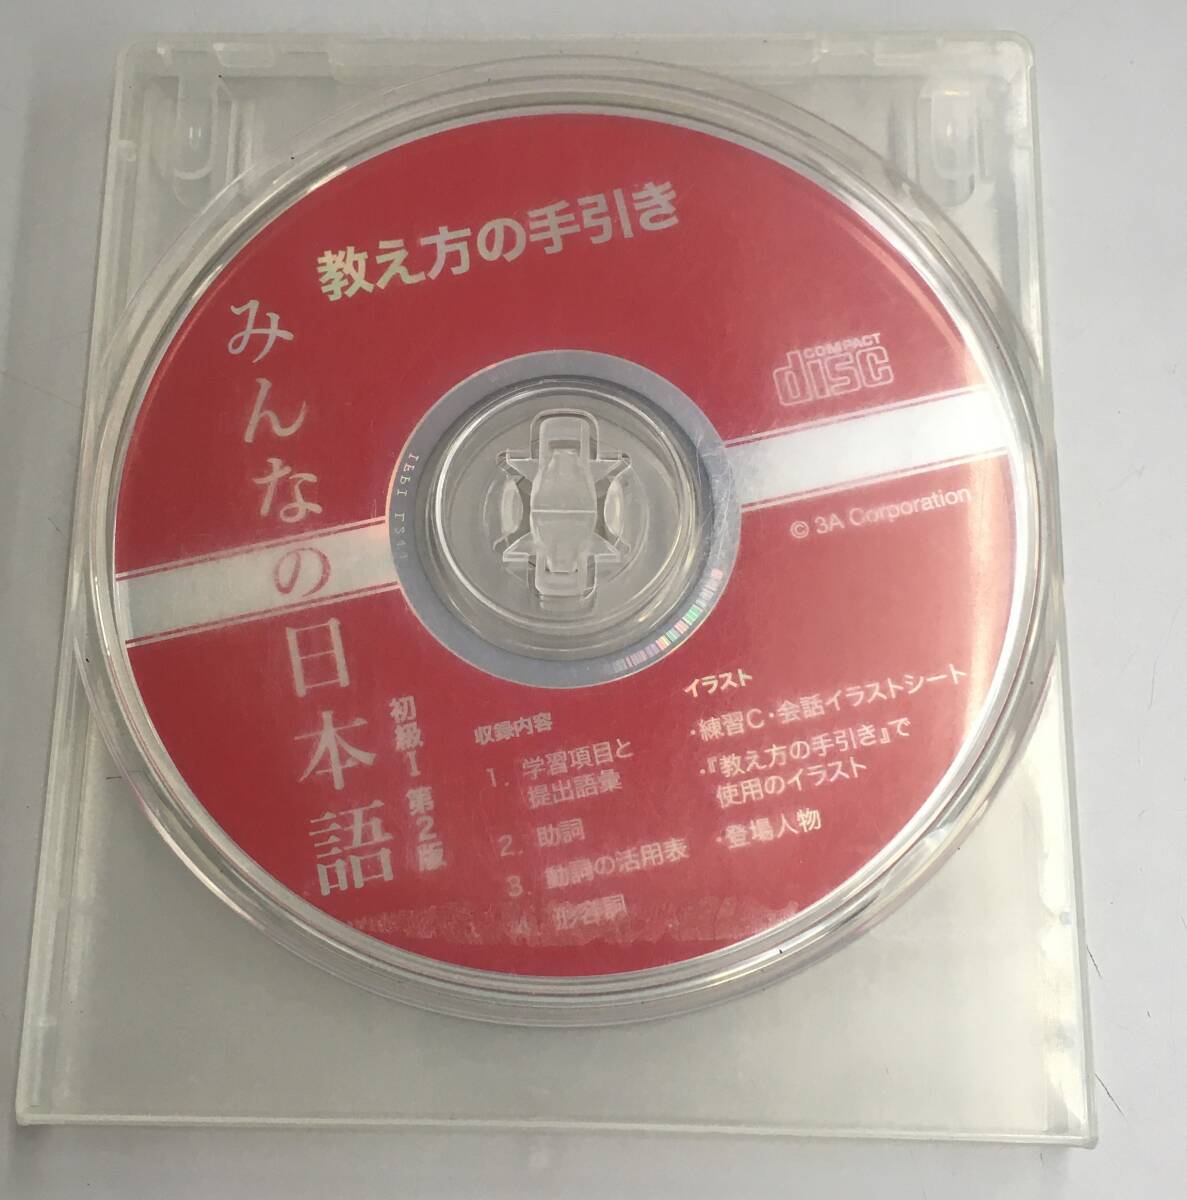 教え方の手引き
みんなの日本語
初級I 第2版
COMPACT
disc
© 3A Corporation
収録内容
1. 学習項目と
提出語彙
2. 助詞
3. 動詞の活用表
4. 形容詞
イラスト
・練習C・会話イラストシート
・『教え方の手引き』で
使用のイラスト
・登場人物